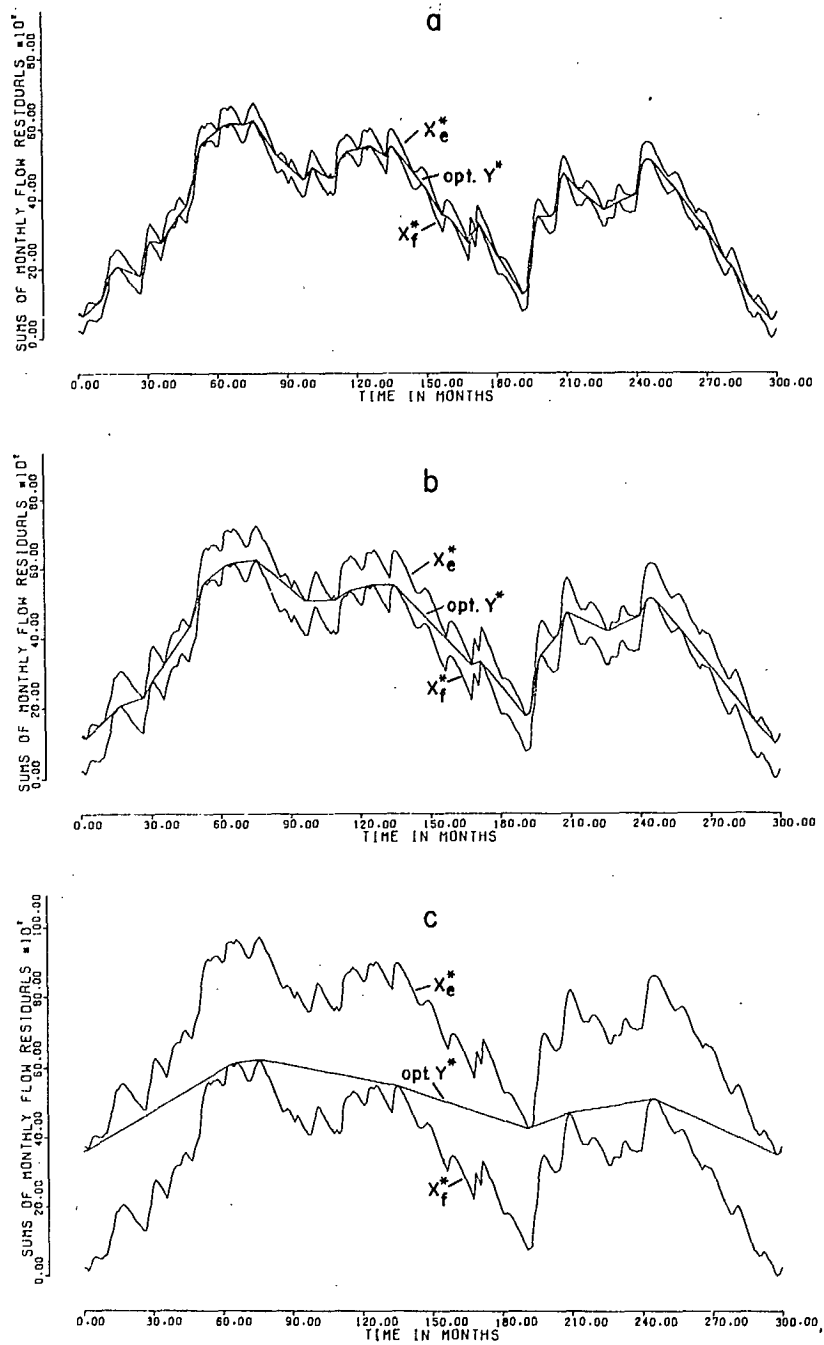 a
SUMS OF MONTHLY FLOW RESIDUALS *10²
0.00 20.00 40.00 60.00 80.00
X*e
opt. Y*
X*f
0.00 30.00 60.00 90.00 120.00 150.00 180.00 210.00 240.00 270.00 300.00
TIME IN MONTHS
b
SUMS OF MONTHLY FLOW RESIDUALS *10²
0.00 20.00 40.00 60.00 80.00
X*e
opt. Y*
X*f
0.00 30.00 60.00 90.00 120.00 150.00 180.00 210.00 240.00 270.00 300.00
TIME IN MONTHS
c
SUMS OF MONTHLY FLOW RESIDUALS *10²
0.00 20.00 40.00 60.00 80.00 100.00
X*e
opt Y*
X*f
0.00 30.00 60.00 90.00 120.00 150.00 180.00 210.00 240.00 270.00 300.00
TIME IN MONTHS